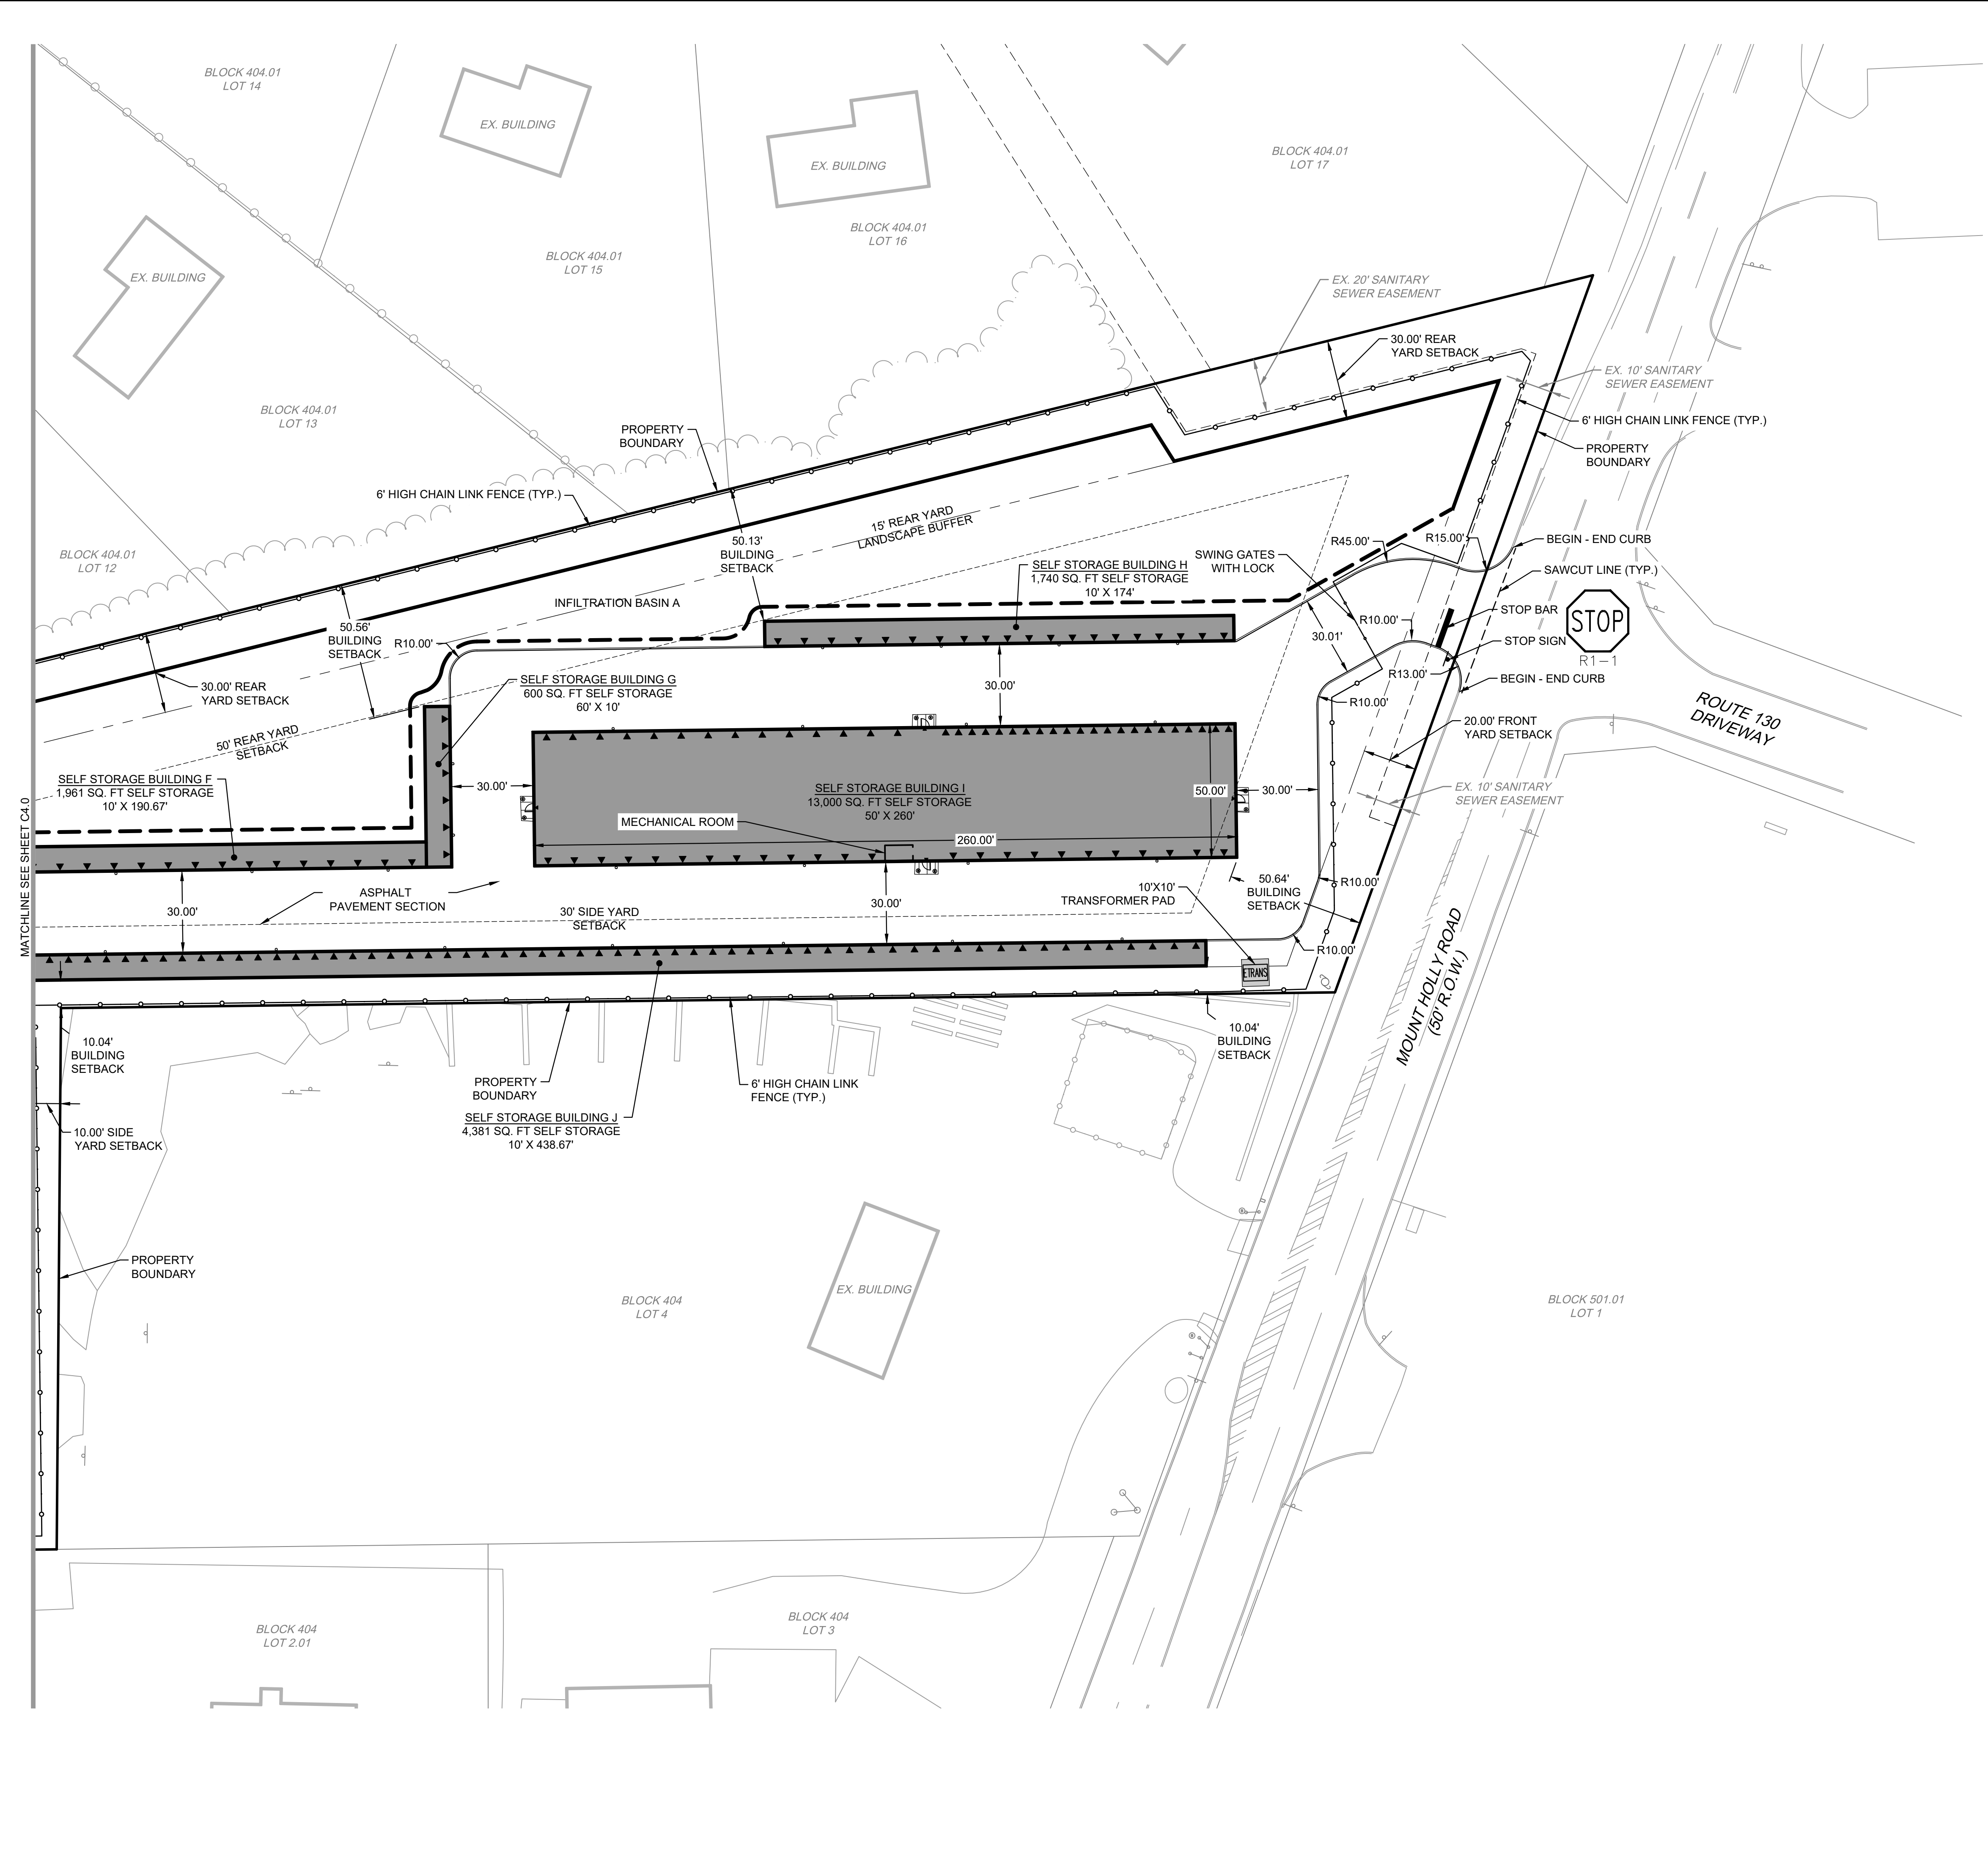 BLOCK 404.01
LOT 14
EX. BUILDING
EX. BUILDING
BLOCK 404.01
LOT 17
BLOCK 404.01
LOT 16
BLOCK 404.01
LOT 15
EX. BUILDING
EX. 20' SANITARY
SEWER EASEMENT
30.00' REAR
YARD SETBACK
EX. 10' SANITARY
SEWER EASEMENT
BLOCK 404.01
LOT 13
6' HIGH CHAIN LINK FENCE (TYP.)
PROPERTY
BOUNDARY
PROPERTY
BOUNDARY
6' HIGH CHAIN LINK FENCE (TYP.)
15' REAR YARD
LANDSCAPE BUFFER
50.13'
BUILDING
SETBACK
R45.00'
R15.00'
BEGIN - END CURB
BLOCK 404.01
LOT 12
SWING GATES
WITH LOCK
SELF STORAGE BUILDING H
1,740 SQ. FT SELF STORAGE
10' X 174'
SAWCUT LINE (TYP.)
INFILTRATION BASIN A
STOP BAR
STOP
R1-1
50.56'
BUILDING
SETBACK
R10.00'
R10.00'
30.01'
STOP SIGN
R13.00'
BEGIN - END CURB
30.00' REAR
YARD SETBACK
SELF STORAGE BUILDING G
600 SQ. FT SELF STORAGE
60' X 10'
30.00'
R10.00'
ROUTE 130
DRIVEWAY
20.00' FRONT
YARD SETBACK
50' REAR YARD
SETBACK
SELF STORAGE BUILDING F
1,961 SQ. FT SELF STORAGE
10' X 190.67'
30.00'
SELF STORAGE BUILDING I
13,000 SQ. FT SELF STORAGE
50' X 260'
50.00'
30.00'
EX. 10' SANITARY
SEWER EASEMENT
MECHANICAL ROOM
260.00'
MATCHLINE SEE SHEET C4.0
ASPHALT
PAVEMENT SECTION
10'X10'
TRANSFORMER PAD
50.64'
BUILDING
SETBACK
R10.00'
30.00'
30.00'
30' SIDE YARD
SETBACK
R10.00'
ETRANS
MOUNT HOLLY ROAD
(50' R.O.W.)
10.04'
BUILDING
SETBACK
10.04'
BUILDING
SETBACK
PROPERTY
BOUNDARY
6' HIGH CHAIN LINK
FENCE (TYP.)
SELF STORAGE BUILDING J
4,381 SQ. FT SELF STORAGE
10' X 438.67'
10.00' SIDE
YARD SETBACK
PROPERTY
BOUNDARY
EX. BUILDING
BLOCK 404
LOT 4
BLOCK 501.01
LOT 1
BLOCK 404
LOT 2.01
BLOCK 404
LOT 3